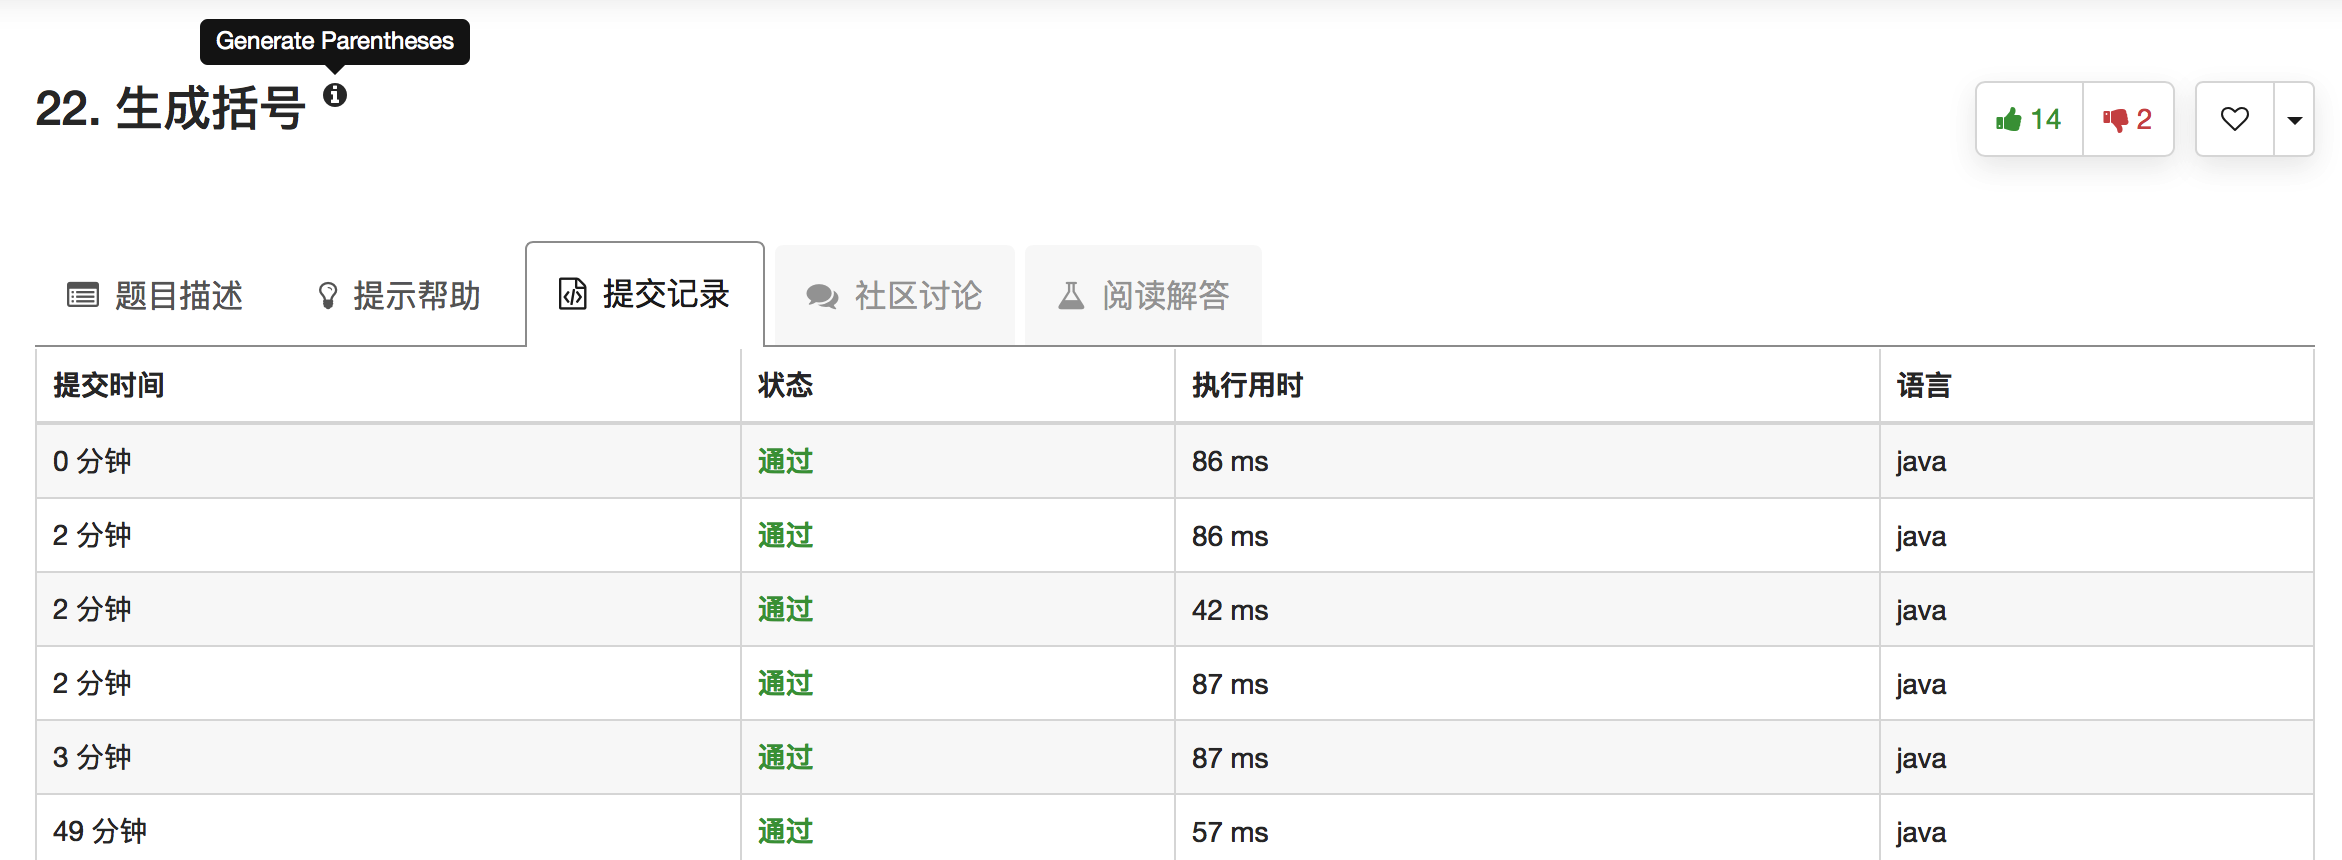 Generate Parentheses
22. 生成括号
14 2
题目描述 提示帮助 提交记录 社区讨论 阅读解答
提交时间 状态 执行用时 语言
0 分钟 通过 86 ms java
2 分钟 通过 86 ms java
2 分钟 通过 42 ms java
2 分钟 通过 87 ms java
3 分钟 通过 87 ms java
49 分钟 通过 57 ms java